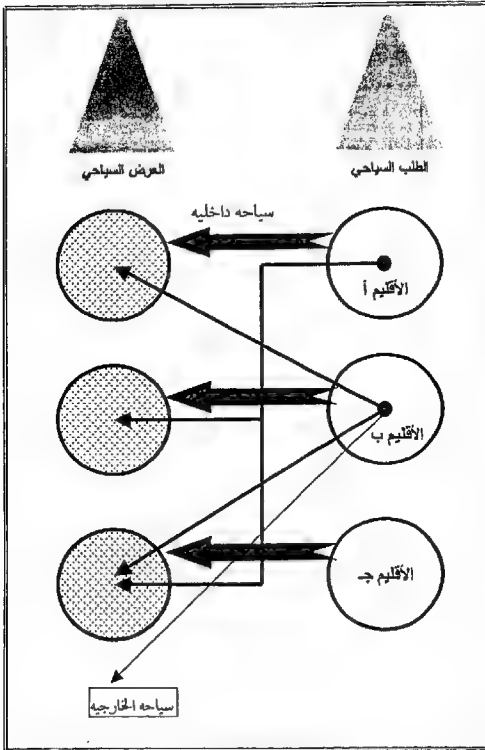 الطلب السياحي
العرض السياحي
سياحه داخليه
الأقليم أ
الأقليم ب
الأقليم جـ
سياحه الخارجيه